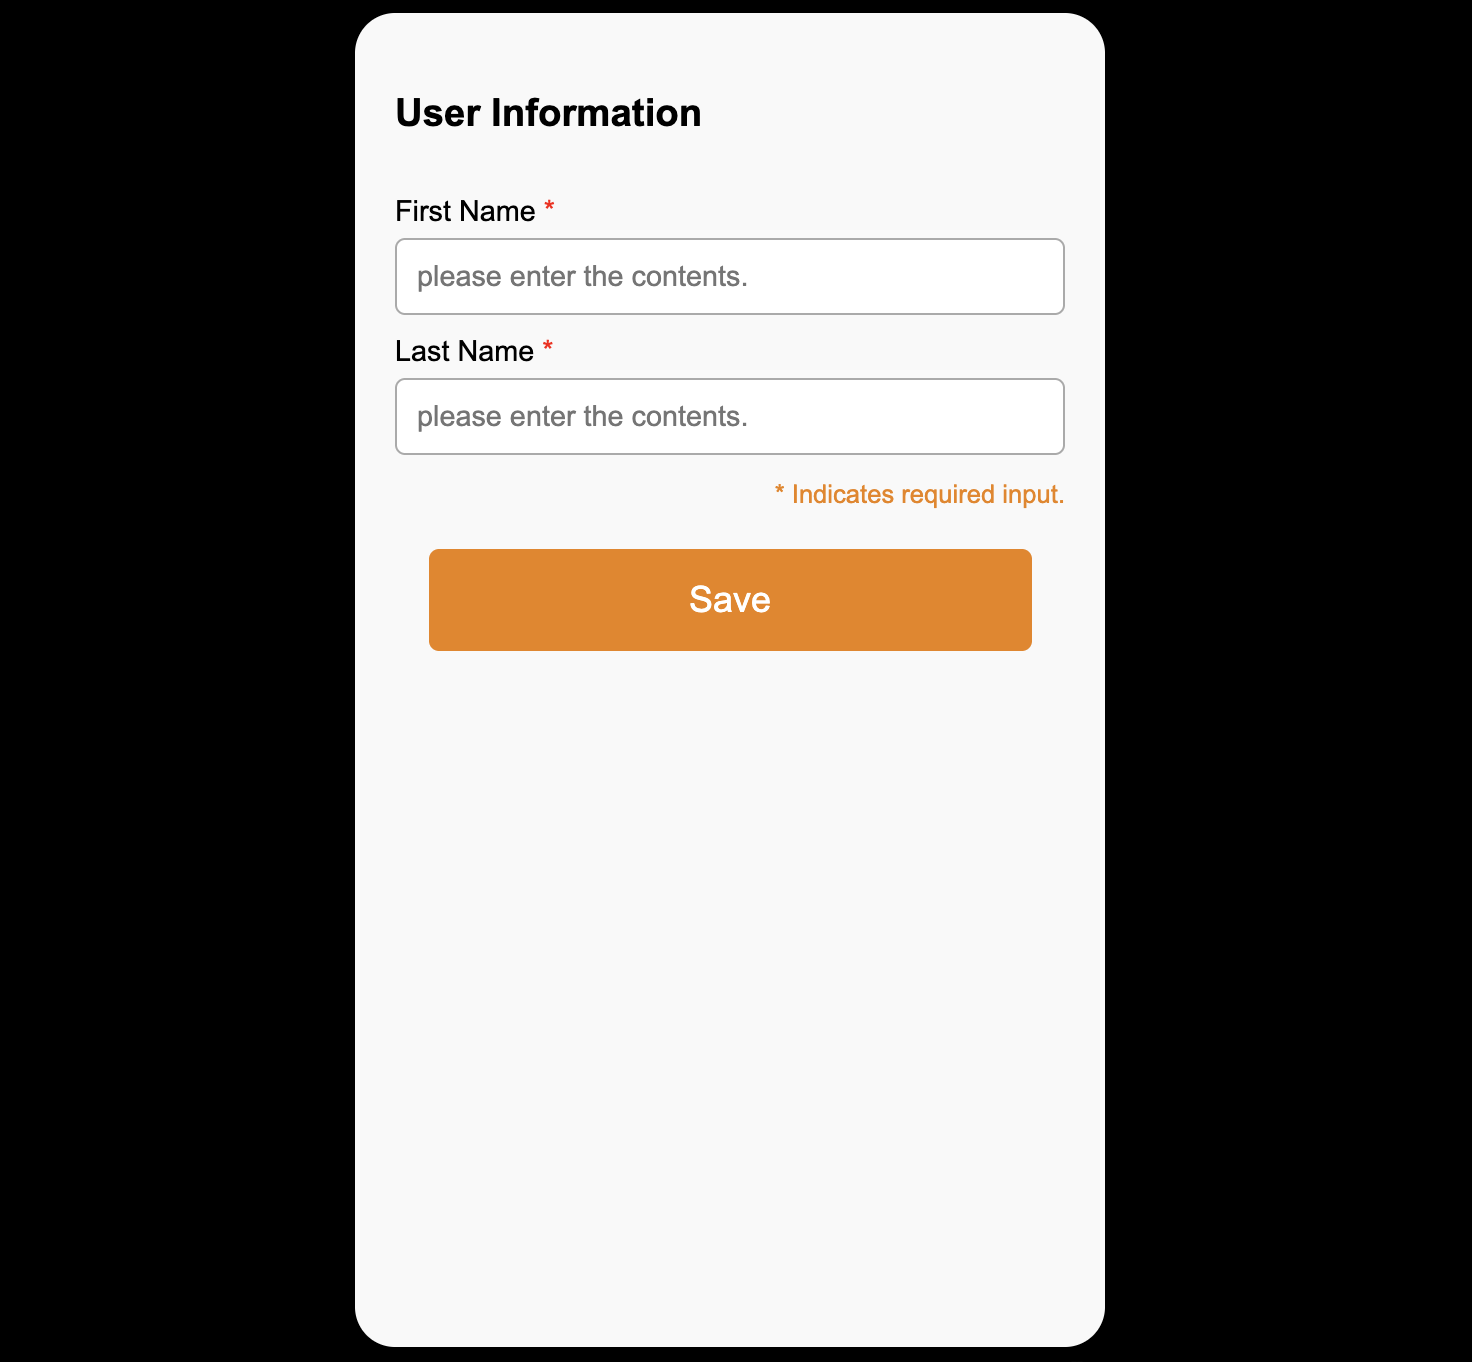 User Information
First Name *
please enter the contents.
Last Name *
please enter the contents.
* Indicates required input.
Save